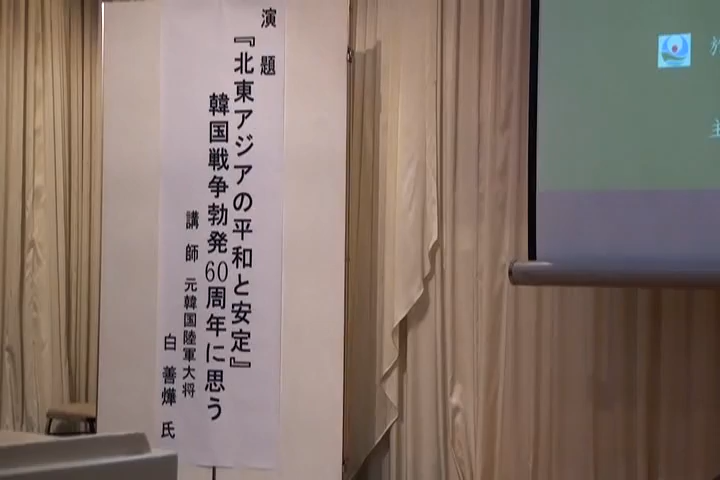 演題
『北東アジアの平和と安定』
韓国戦争勃発60周年に思う
講師 元韓国陸軍大将
白善燁氏